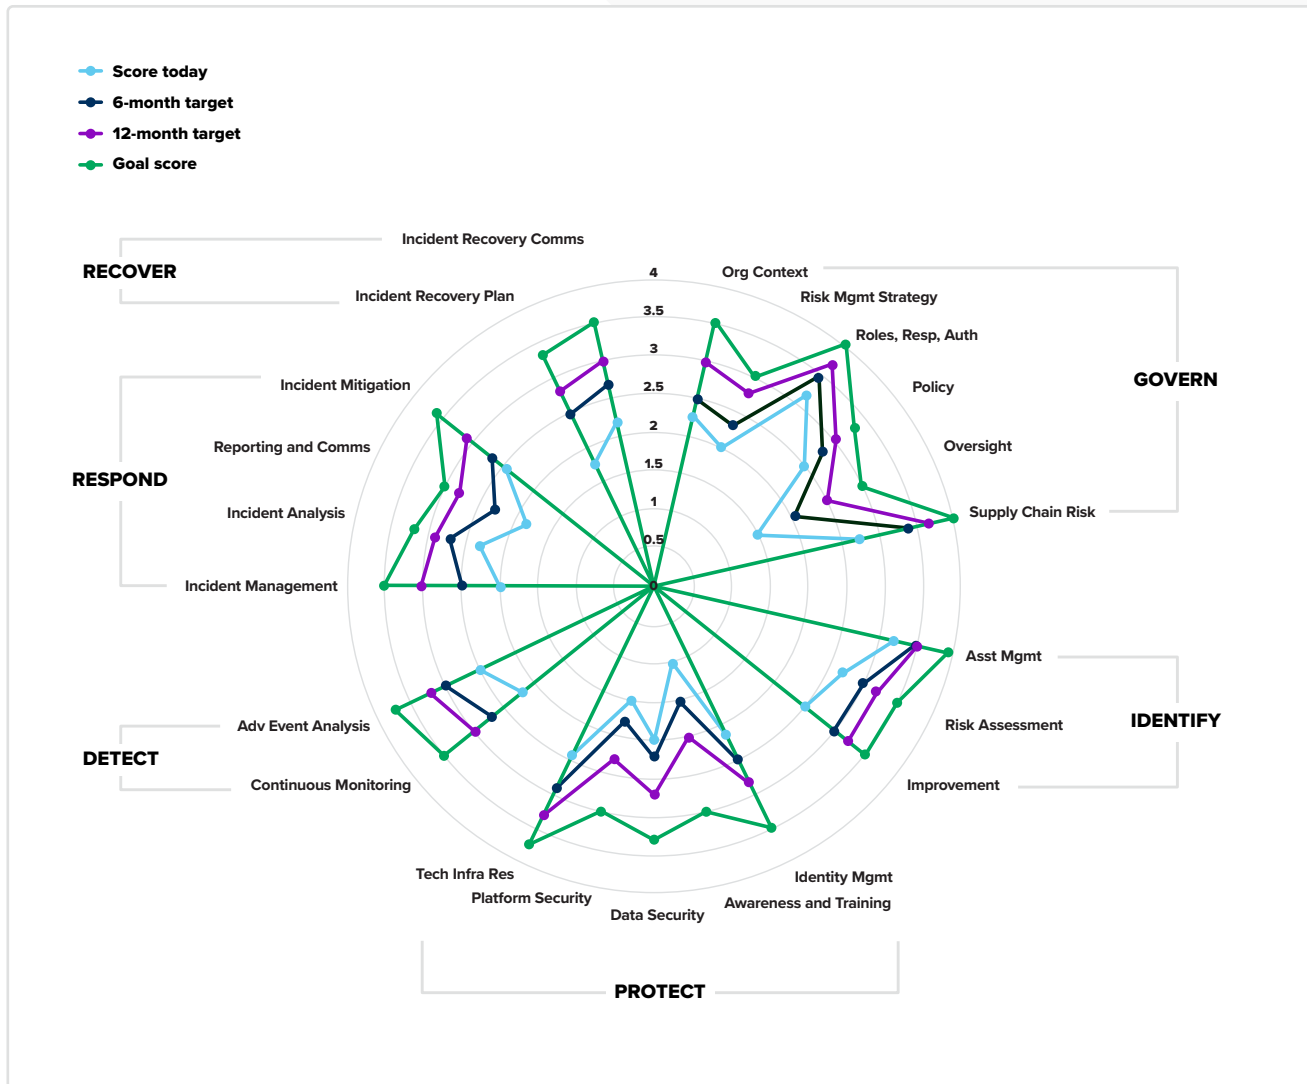 Score today
6-month target
12-month target
Goal score
Incident Recovery Comms
RECOVER
Incident Recovery Plan
Org Context
Risk Mgmt Strategy
Roles, Resp, Auth
GOVERN
Policy
Oversight
Supply Chain Risk
Incident Mitigation
Reporting and Comms
RESPOND
Incident Analysis
Incident Management
4
3.5
3
2.5
2
1.5
1
0.5
0
Asst Mgmt
IDENTIFY
Risk Assessment
Improvement
Adv Event Analysis
DETECT
Continuous Monitoring
Tech Infra Res
Platform Security
Data Security
Identity Mgmt
Awareness and Training
PROTECT